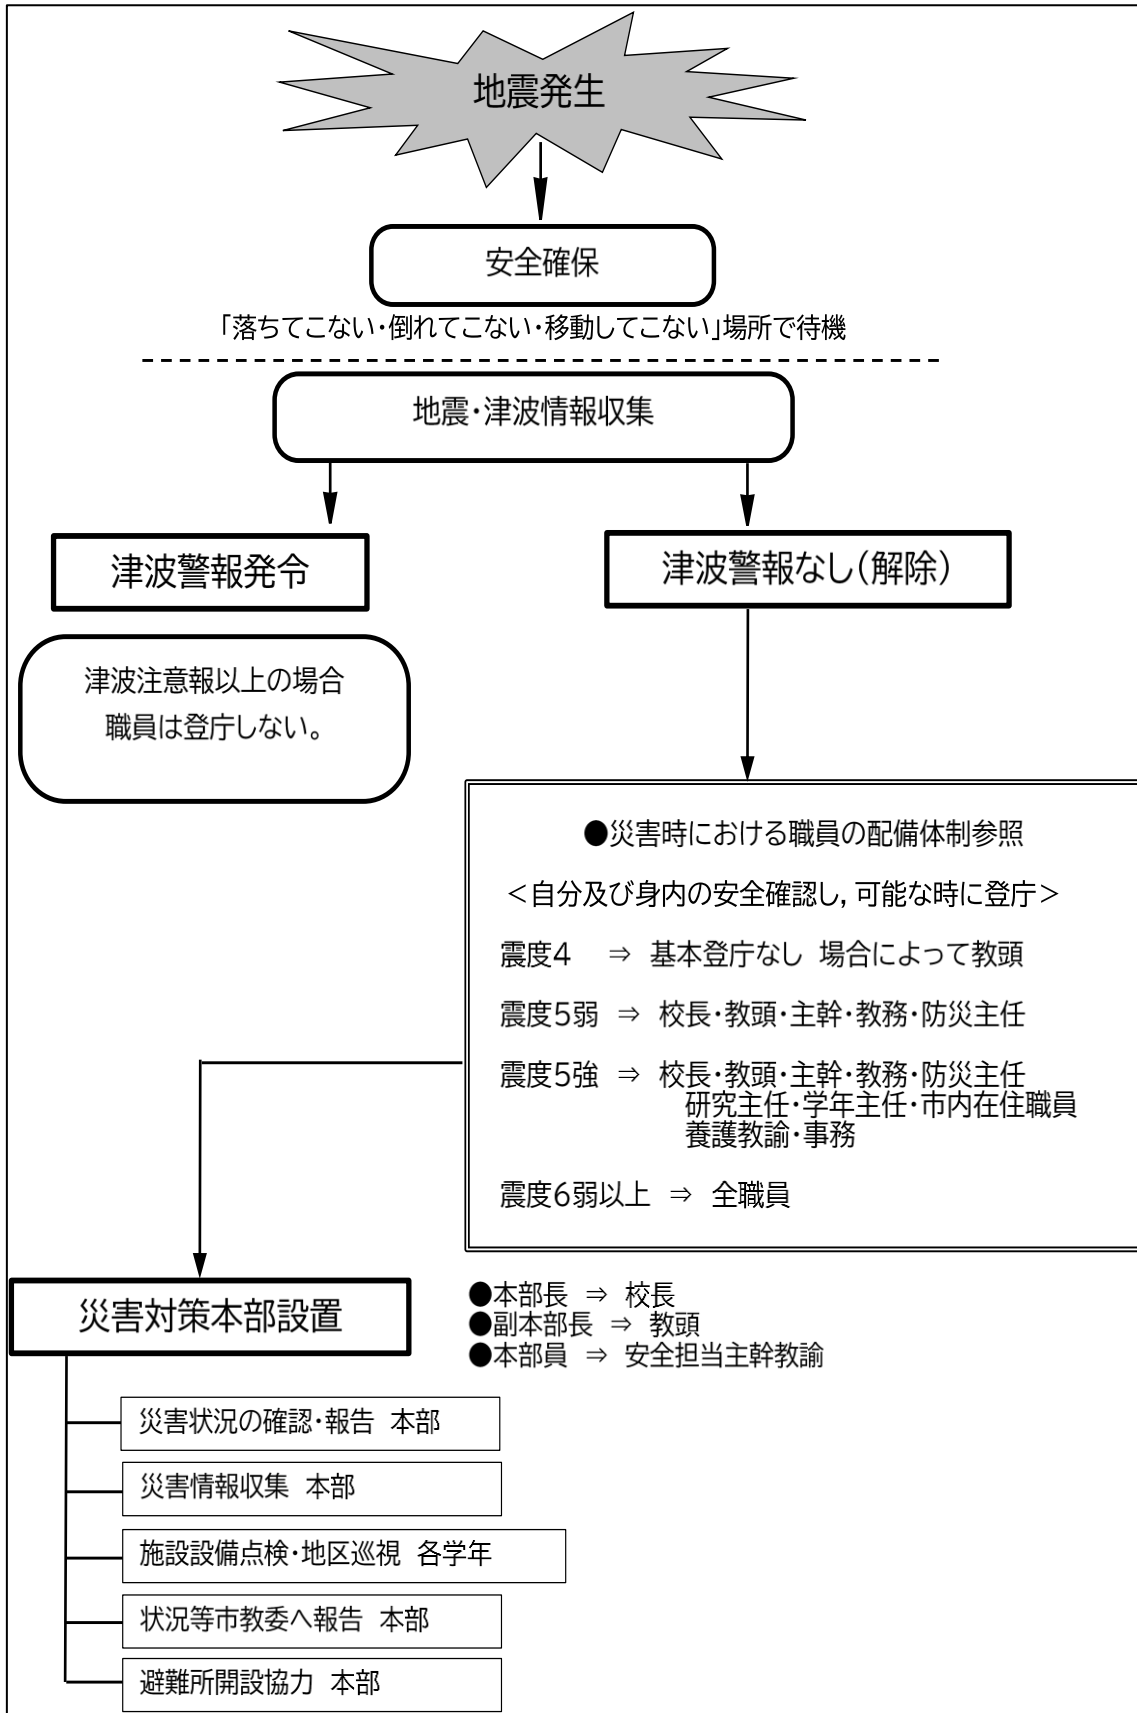 地震発生
安全確保
「落ちてこない・倒れてこない・移動してこない」場所で待機
地震・津波情報収集
津波警報発令
津波警報なし(解除)
津波注意報以上の場合
職員は登庁しない。
●災害時における職員の配備体制参照
＜自分及び身内の安全確認し，可能な時に登庁＞
震度4　⇒　基本登庁なし　場合によって教頭
震度5弱　⇒　校長・教頭・主幹・教務・防災主任
震度5強　⇒　校長・教頭・主幹・教務・防災主任
研究主任・学年主任・市内在住職員
養護教諭・事務
震度6弱以上　⇒　全職員
災害対策本部設置
●本部長　⇒　校長
●副本部長　⇒　教頭
●本部員　⇒　安全担当主幹教諭
災害状況の確認・報告　本部
災害情報収集　本部
施設設備点検・地区巡視　各学年
状況等市教委へ報告　本部
避難所開設協力　本部